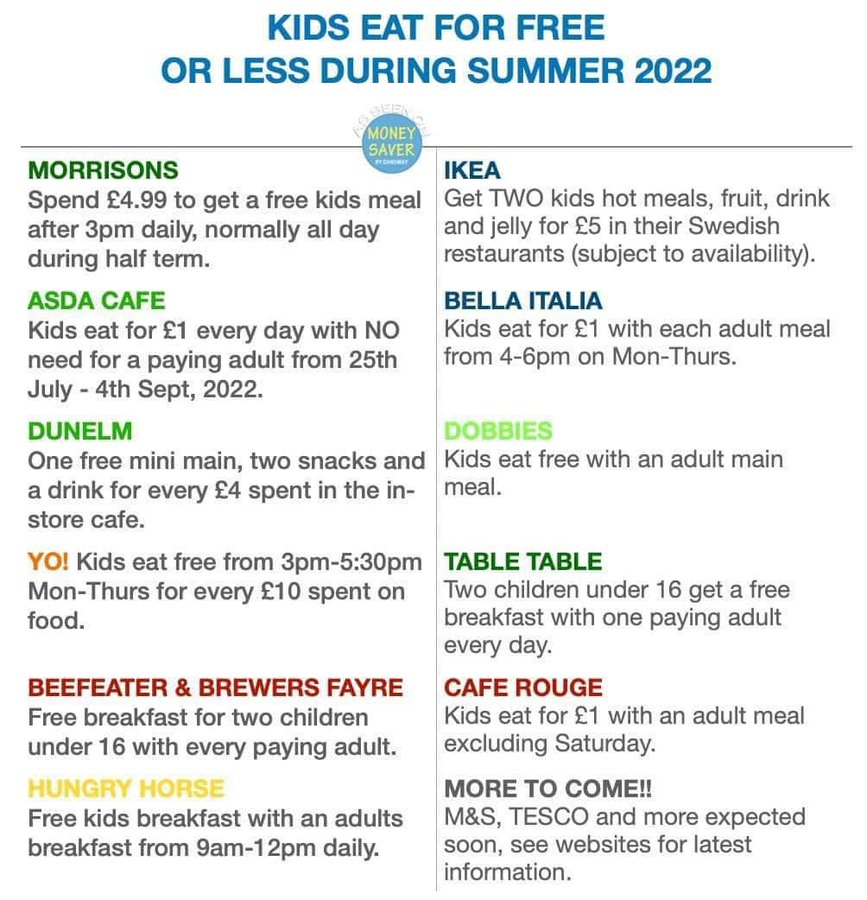 KIDS EAT FOR FREE
OR LESS DURING SUMMER 2022
AS SEEN ON
MONEY
SAVER
BY DANSWAY
MORRISONS
Spend £4.99 to get a free kids meal
after 3pm daily, normally all day
during half term.
ASDA CAFE
Kids eat for £1 every day with NO
need for a paying adult from 25th
July - 4th Sept, 2022.
DUNELM
One free mini main, two snacks and
a drink for every £4 spent in the in-
store cafe.
YO! Kids eat free from 3pm-5:30pm
Mon-Thurs for every £10 spent on
food.
BEEFEATER & BREWERS FAYRE
Free breakfast for two children
under 16 with every paying adult.
HUNGRY HORSE
Free kids breakfast with an adults
breakfast from 9am-12pm daily.
IKEA
Get TWO kids hot meals, fruit, drink
and jelly for £5 in their Swedish
restaurants (subject to availability).
BELLA ITALIA
Kids eat for £1 with each adult meal
from 4-6pm on Mon-Thurs.
DOBBIES
Kids eat free with an adult main
meal.
TABLE TABLE
Two children under 16 get a free
breakfast with one paying adult
every day.
CAFE ROUGE
Kids eat for £1 with an adult meal
excluding Saturday.
MORE TO COME!!
M&S, TESCO and more expected
soon, see websites for latest
information.